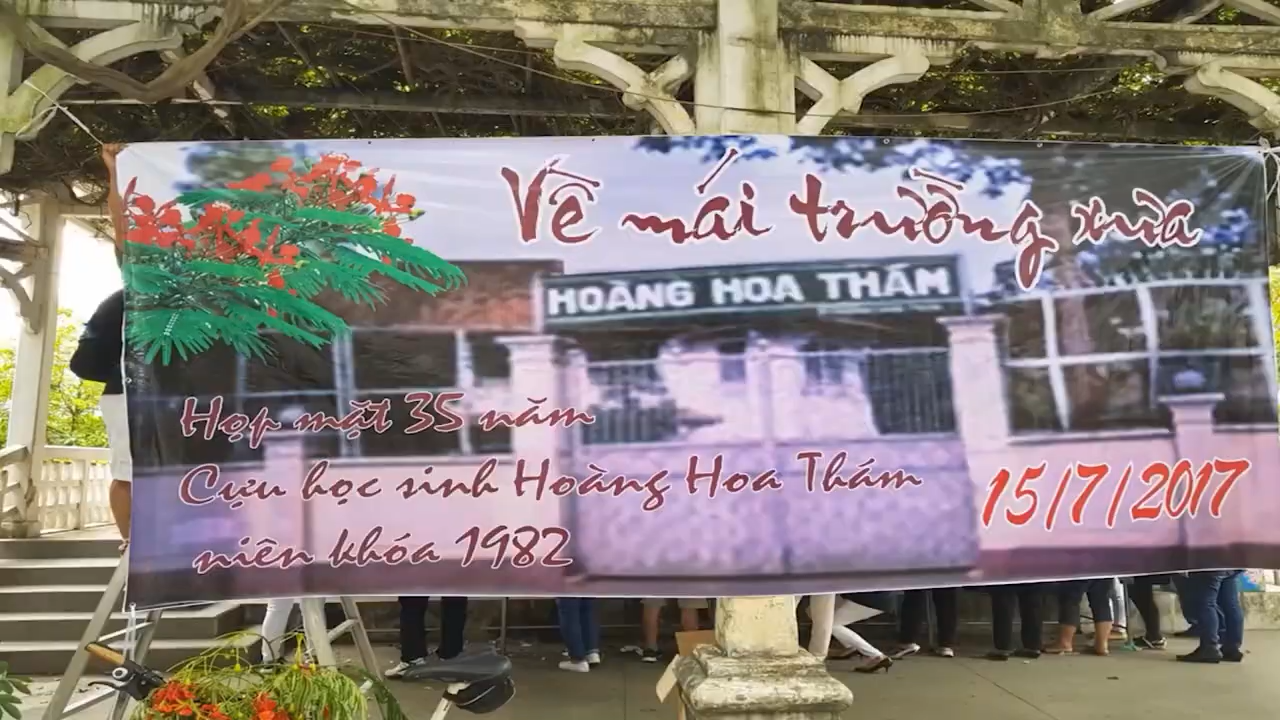 Về mái trường xưa
HOÀNG HOA THÁM
Họp mặt 35 năm
Cựu học sinh Hoàng Hoa Thám
niên khóa 1982
15/7/2017